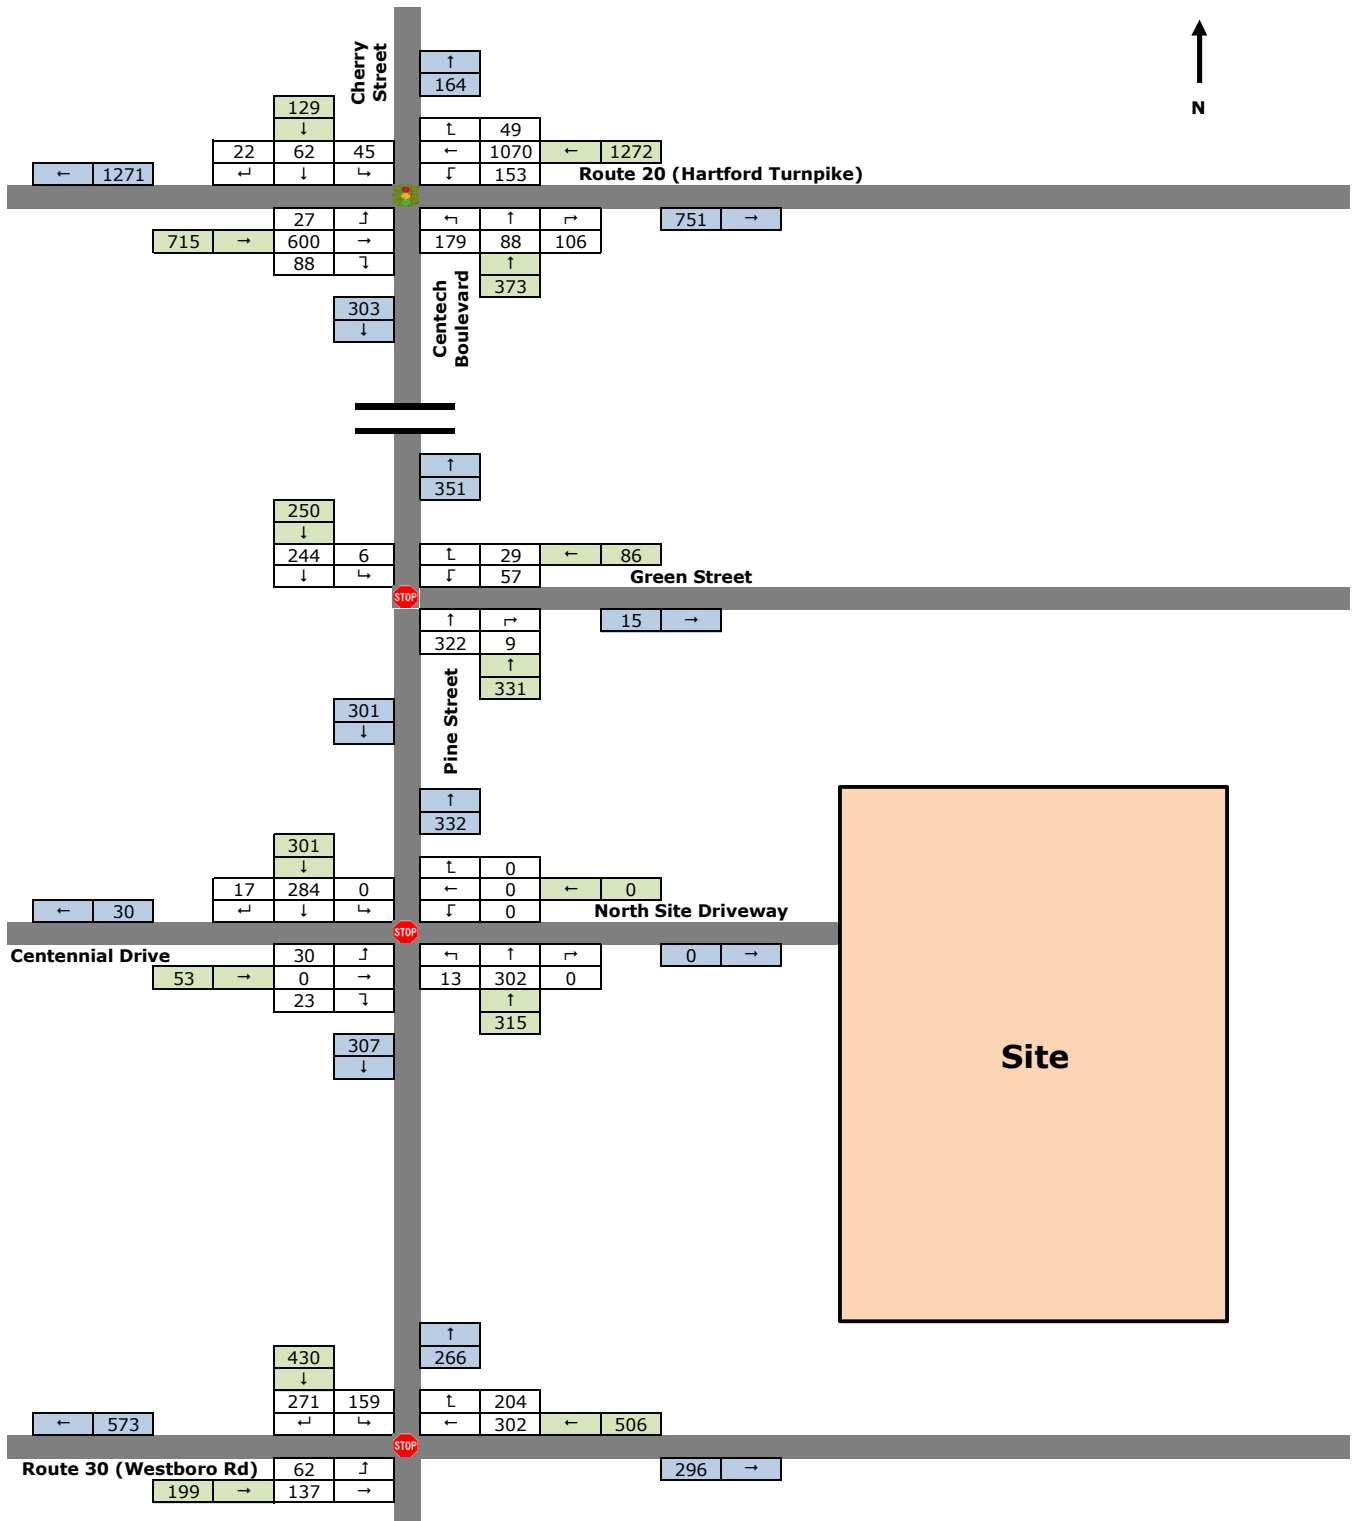 Cherry
Street
↑
164
129
↓
22 62 45
↵ ↓ ↳
↑ 49
← 1070 ← 1272
↓ 153
← 1271
Route 20 (Hartford Turnpike)
27 ↑
715 → 600 →
88 ↓
↰ ↑ ↱
179 88 106
↑
373
751 →
303
↓
Centech
Boulevard
N
↑
351
250
↓
244 6
↓ ↳
↑ 29 ← 86
↓ 57
Green Street
STOP
↑ ↱
322 9
↑
331
15 →
301
↓
Pine Street
↑
332
301
↓
17 284 0
↵ ↓ ↳
↑ 0
← 0 ← 0
↓ 0
← 30
North Site Driveway
STOP
Centennial Drive
30 ↑
53 → 0 →
23 ↓
↰ ↑ ↱
13 302 0
↑
315
0 →
307
↓
Site
↑
266
430
↓
271 159
↵ ↳
↑ 204
← 302 ← 506
← 573
STOP
Route 30 (Westboro Rd)
62 ↑
199 → 137 →
296 →